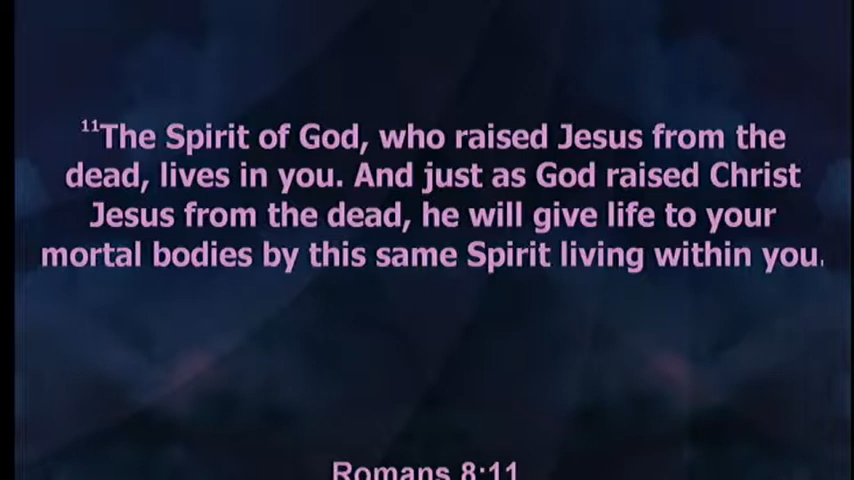 11The Spirit of God, who raised Jesus from the
dead, lives in you. And just as God raised Christ
Jesus from the dead, he will give life to your
mortal bodies by this same Spirit living within you.
Romans 8:11